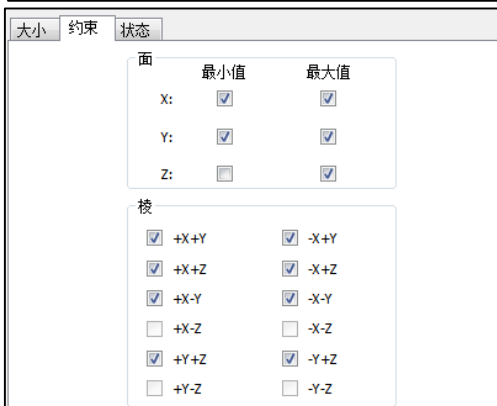 大小 约束 状态
面
最小值 最大值
X:
Y:
Z:
棱
+X+Y -X+Y
+X+Z -X+Z
+X-Y -X-Y
+X-Z -X-Z
+Y+Z -Y+Z
+Y-Z -Y-Z